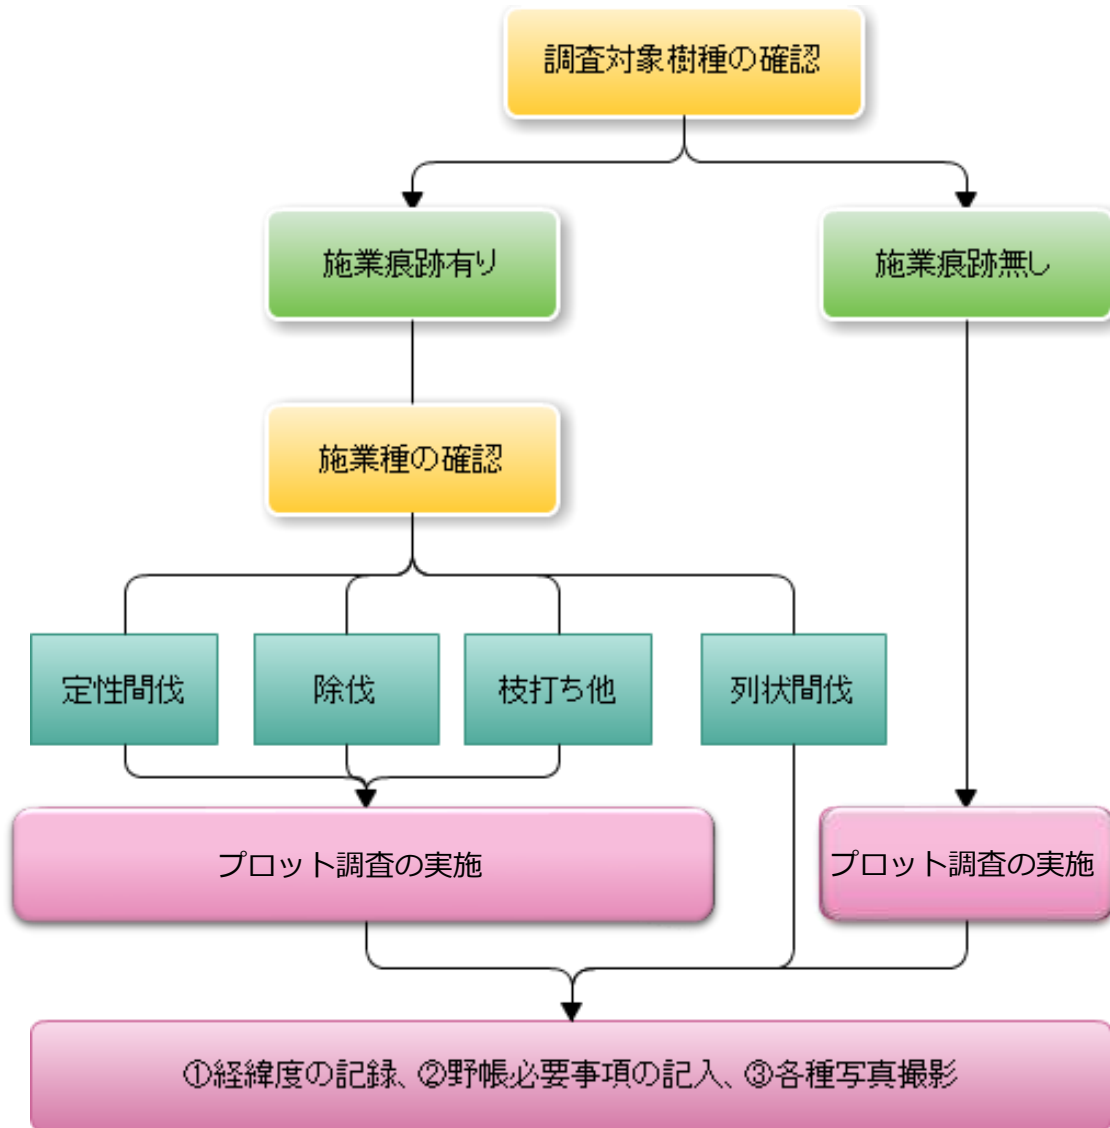 調査対象樹種の確認
施業痕跡有り
施業痕跡無し
施業種の確認
定性間伐
除伐
枝打ち他
列状間伐
プロット調査の実施
プロット調査の実施
①経緯度の記録、②野帳必要事項の記入、③各種写真撮影